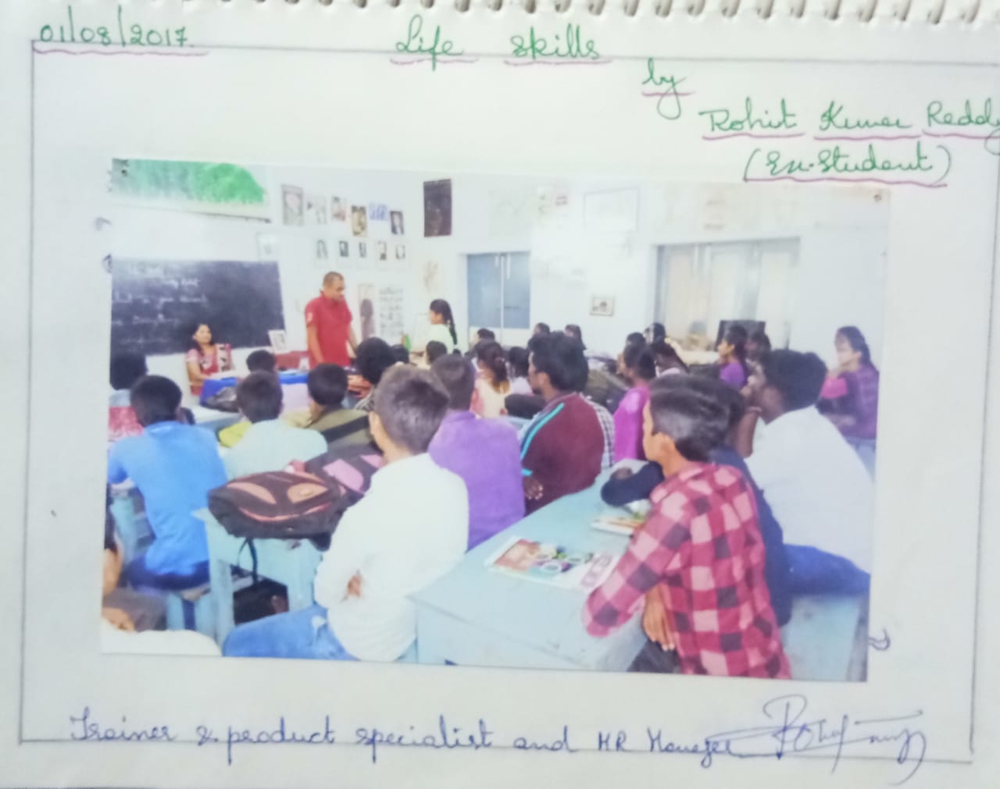 01/08/2017
Life skills
by
Rohit Kumar Reddy
(Ex-Student)
Trainer & product specialist and HR Manager